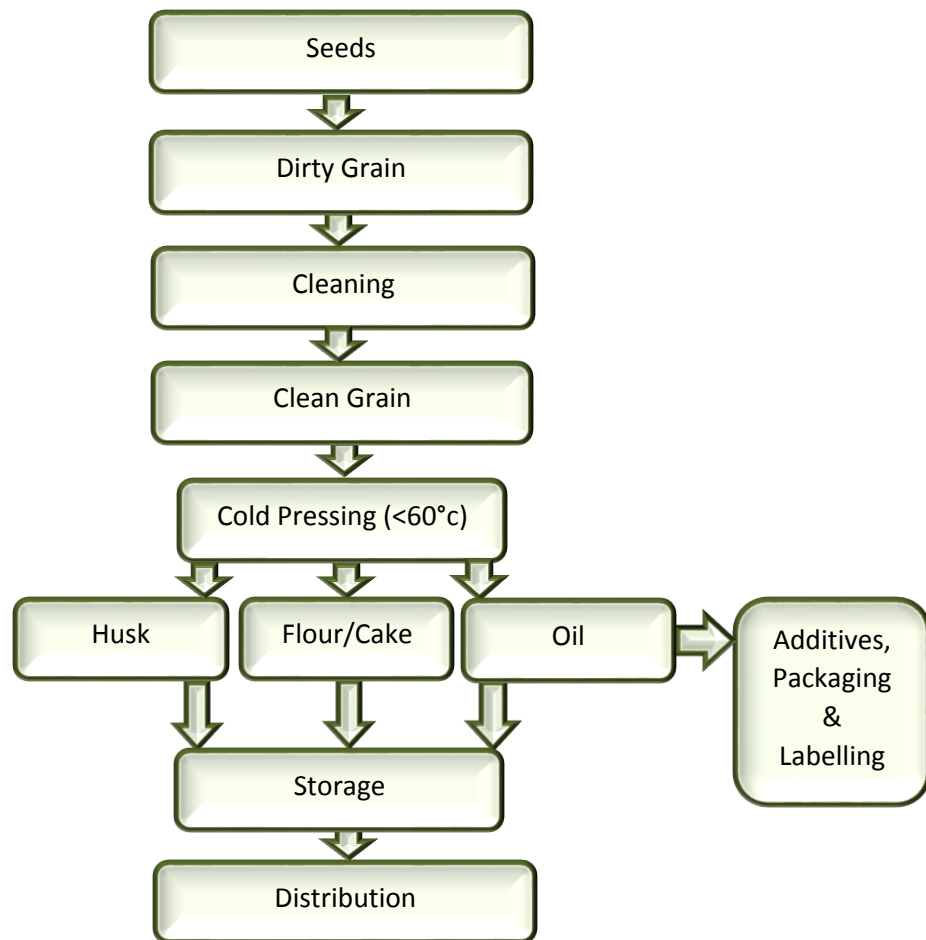 Seeds
Dirty Grain
Cleaning
Clean Grain
Cold Pressing (<60°c)
Husk
Flour/Cake
Oil
Additives,
Packaging
&
Labelling
Storage
Distribution